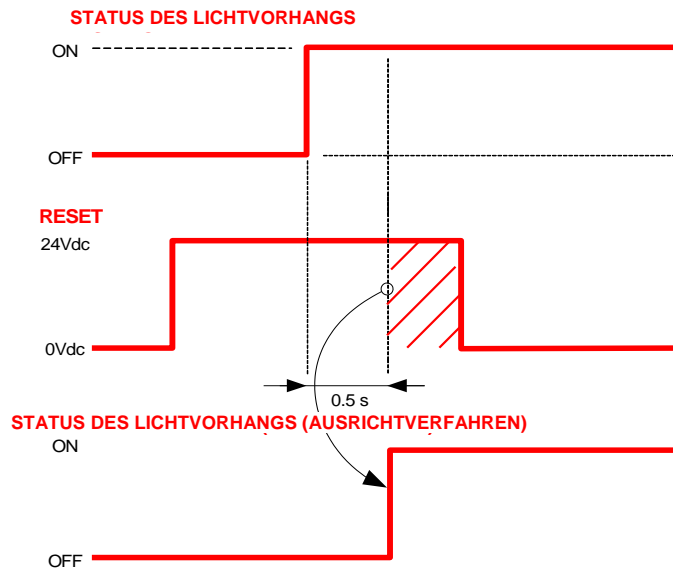 STATUS DES LICHTVORHANGS
ON
OFF
RESET
24Vdc
0Vdc
0.5 s
STATUS DES LICHTVORHANGS (AUSRICHTVERFAHREN)
ON
OFF